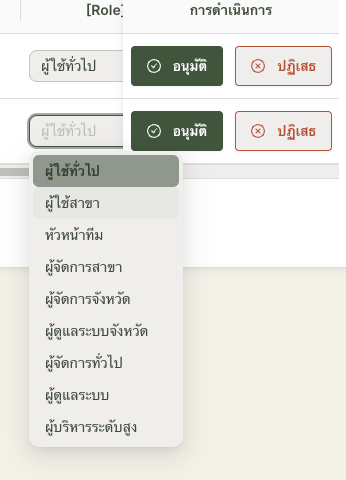 [Role] การดำเนินการ
ผู้ใช้ทั่วไป อนุมัติ ปฏิเสธ
ผู้ใช้ทั่วไป อนุมัติ ปฏิเสธ
ผู้ใช้ทั่วไป
ผู้ใช้สาขา
หัวหน้าทีม
ผู้จัดการสาขา
ผู้จัดการจังหวัด
ผู้ดูแลระบบจังหวัด
ผู้จัดการทั่วไป
ผู้ดูแลระบบ
ผู้บริหารระดับสูง